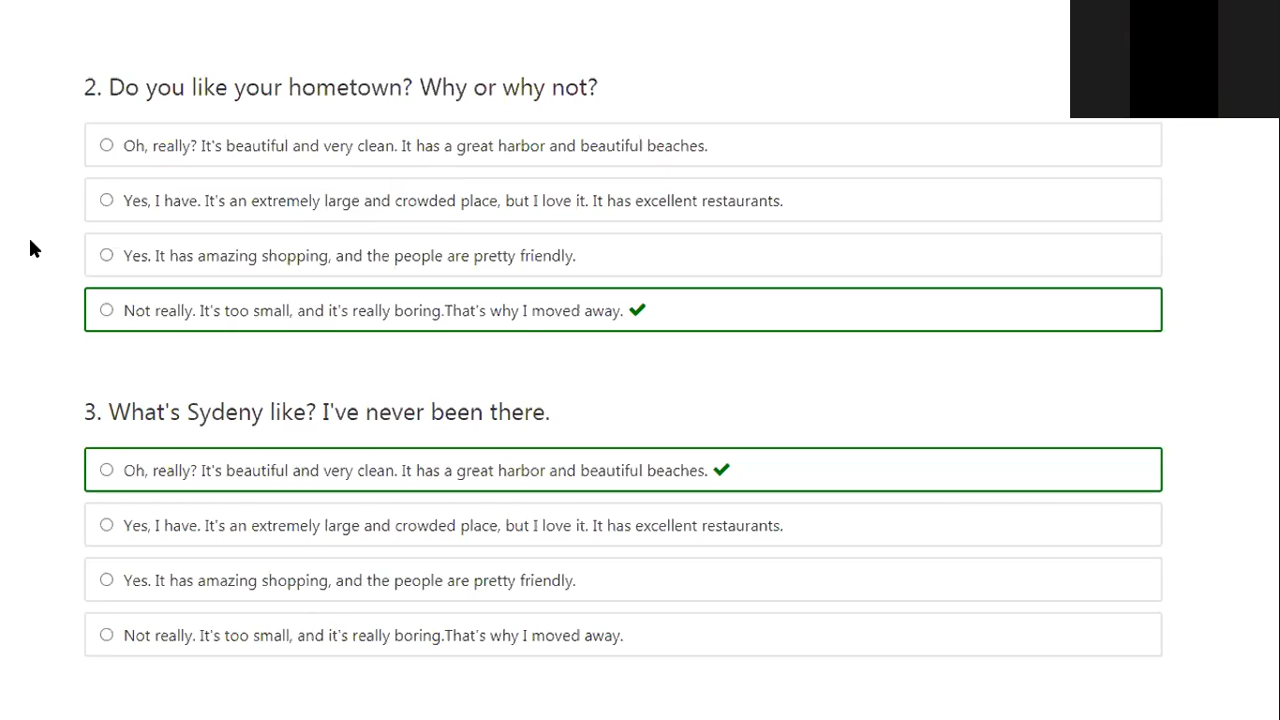 2. Do you like your hometown? Why or why not?
Oh, really? It's beautiful and very clean. It has a great harbor and beautiful beaches.
Yes, I have. It's an extremely large and crowded place, but I love it. It has excellent restaurants.
Yes. It has amazing shopping, and the people are pretty friendly.
Not really. It's too small, and it's really boring.That's why I moved away.
3. What's Sydeny like? I've never been there.
Oh, really? It's beautiful and very clean. It has a great harbor and beautiful beaches.
Yes, I have. It's an extremely large and crowded place, but I love it. It has excellent restaurants.
Yes. It has amazing shopping, and the people are pretty friendly.
Not really. It's too small, and it's really boring.That's why I moved away.